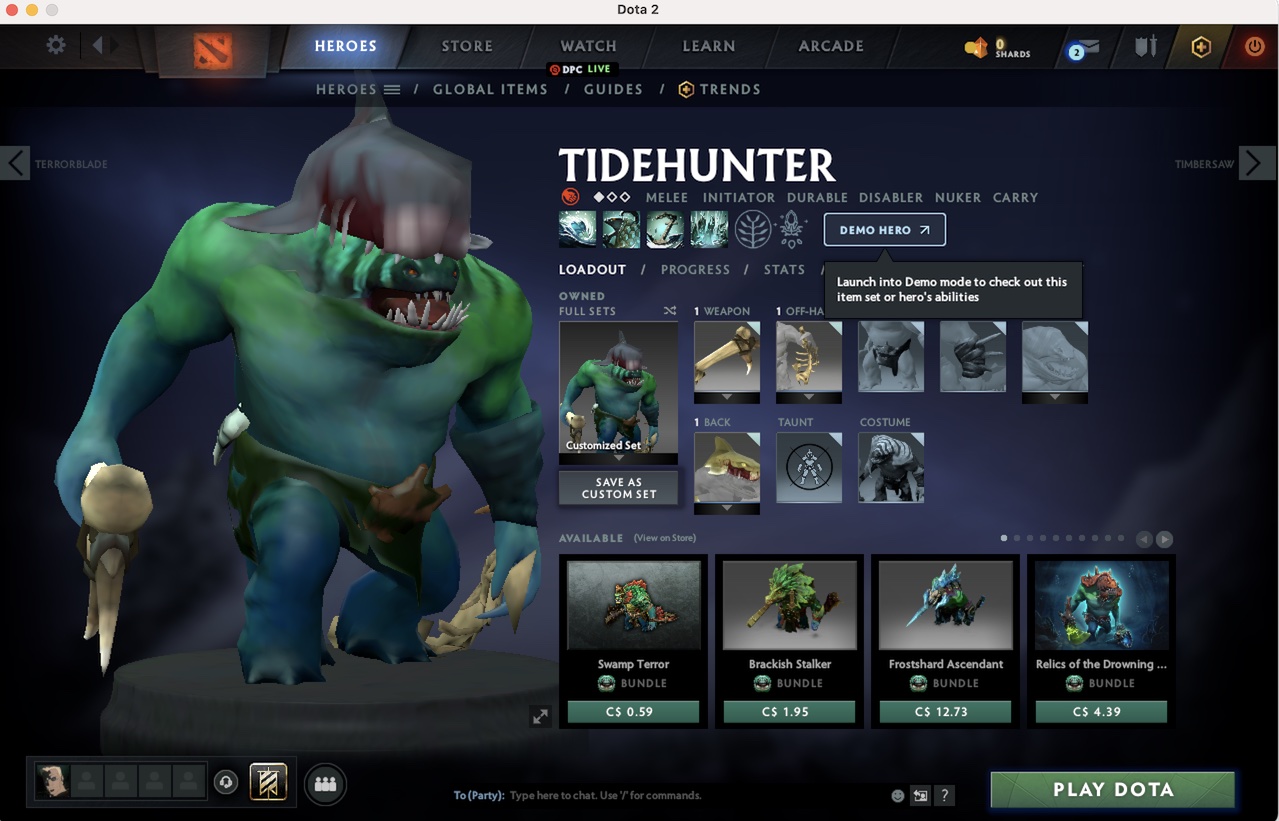 Dota 2
HEROES STORE WATCH LEARN ARCADE
0 SHARDS
2
DPC LIVE
HEROES / GLOBAL ITEMS / GUIDES / TRENDS
TERRORBLADE
TIMBERSAW
TIDEHUNTER
MELEE INITIATOR DURABLE DISABLER NUKER CARRY
DEMO HERO
LOADOUT / PROGRESS / STATS /
Launch into Demo mode to check out this
item set or hero's abilities
OWNED
FULL SETS
1 WEAPON
1 OFF-HA
Customized Set
SAVE AS
CUSTOM SET
1 BACK
TAUNT
COSTUME
AVAILABLE (View on Store)
Swamp Terror
BUNDLE
C$ 0.59
Brackish Stalker
BUNDLE
C$ 1.95
Frostshard Ascendant
BUNDLE
C$ 12.73
Relics of the Drowning ...
BUNDLE
C$ 4.39
To (Party): Type here to chat. Use '/' for commands.
?
PLAY DOTA